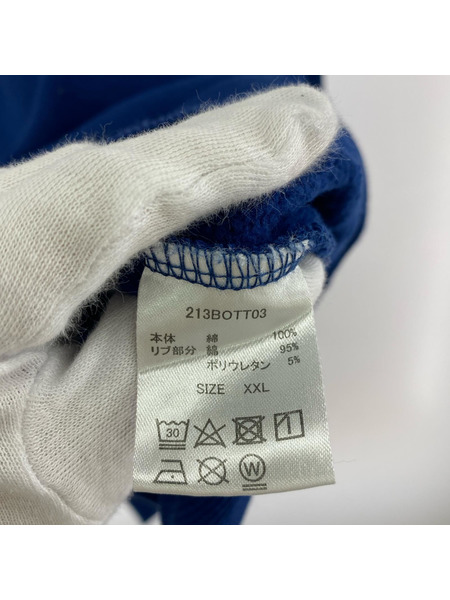 213BOTT03
本体 綿 100%
リブ部分 綿 95%
ポリウレタン 5%
SIZE XXL
30
W